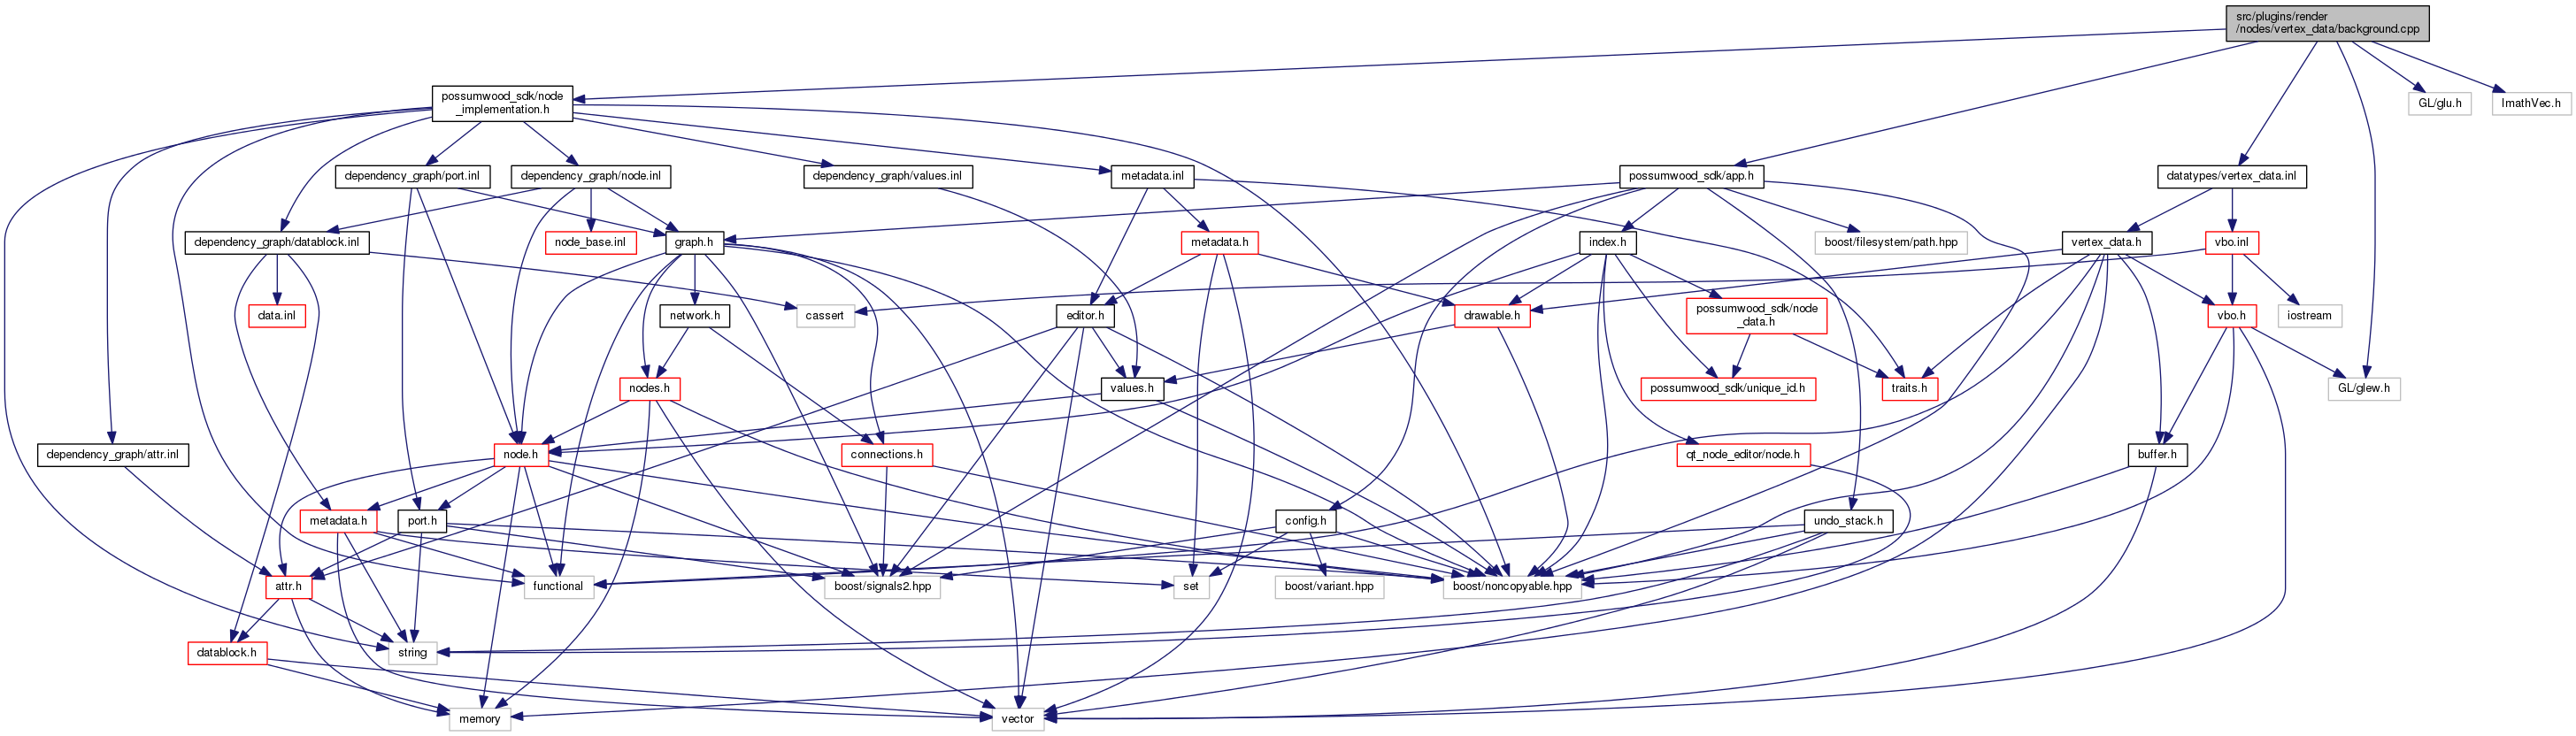 src/plugins/render
/nodes/vertex_data/background.cpp
possumwood_sdk/node
_implementation.h
GL/glu.h
ImathVec.h
dependency_graph/port.inl
dependency_graph/node.inl
dependency_graph/values.inl
metadata.inl
possumwood_sdk/app.h
datatypes/vertex_data.inl
dependency_graph/datablock.inl
node_base.inl
graph.h
metadata.h
index.h
boost/filesystem/path.hpp
vertex_data.h
vbo.inl
data.inl
network.h
cassert
editor.h
drawable.h
possumwood_sdk/node
_data.h
vbo.h
iostream
nodes.h
values.h
possumwood_sdk/unique_id.h
traits.h
GL/glew.h
dependency_graph/attr.inl
node.h
connections.h
qt_node_editor/node.h
buffer.h
metadata.h
port.h
config.h
undo_stack.h
attr.h
functional
boost/signals2.hpp
set
boost/variant.hpp
boost/noncopyable.hpp
datablock.h
string
memory
vector